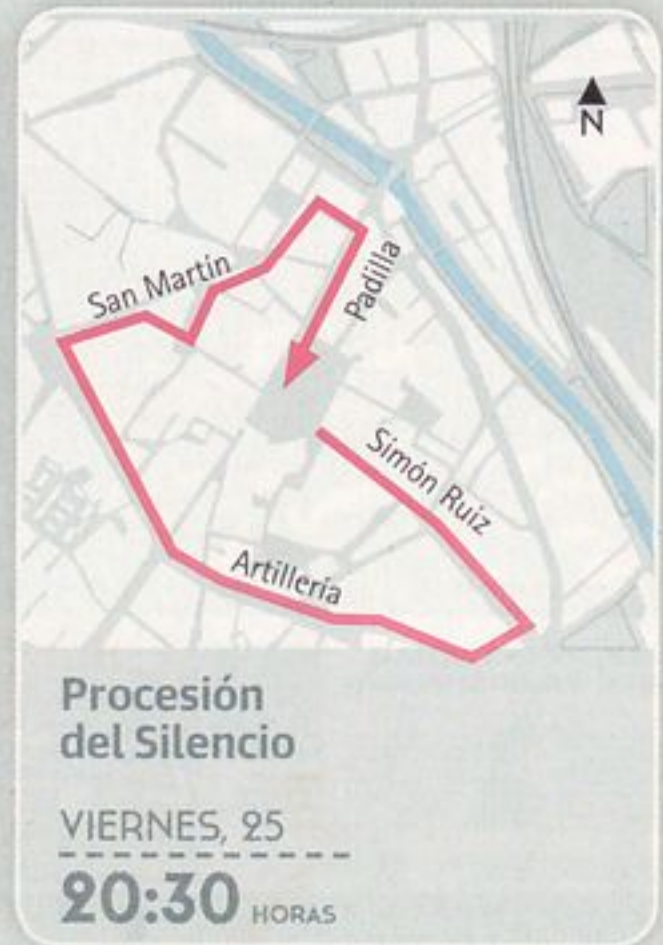 N
San Martín
Padilla
Simón Ruiz
Artillería
Procesión
del Silencio
VIERNES, 25
20:30 HORAS